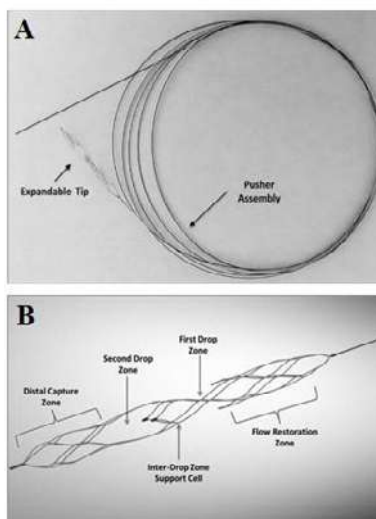 A
Expandable Tip
Pusher
Assembly
B
First Drop
Zone
Second Drop
Zone
Distal Capture
Zone
Flow Restoration
Zone
Inter-Drop Zone
Support Cell